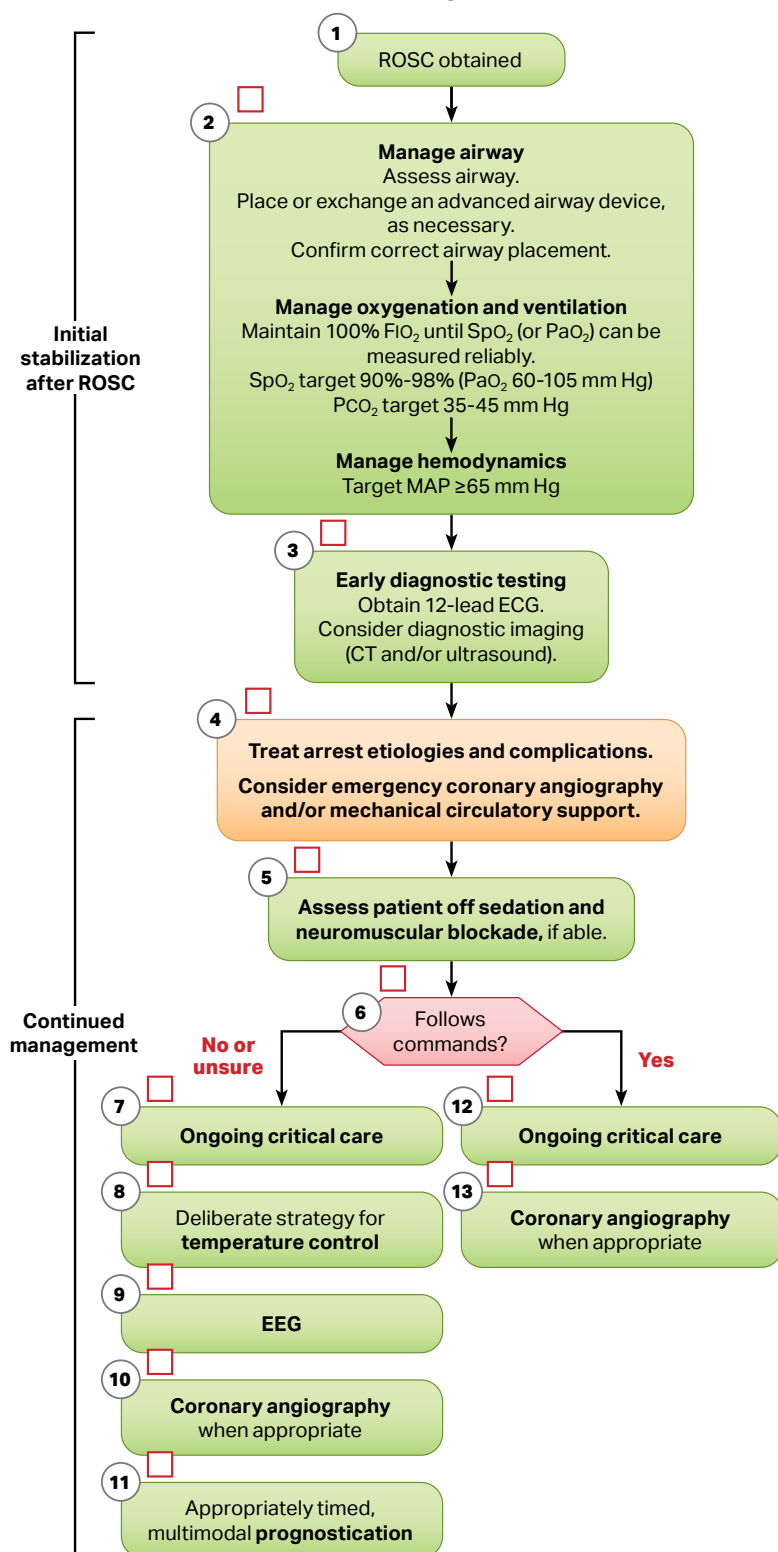 1
ROSC obtained
2
Manage airway
Assess airway.
Place or exchange an advanced airway device,
as necessary.
Confirm correct airway placement.
Manage oxygenation and ventilation
Maintain 100% FIO₂ until SpO₂ (or PaO₂) can be
measured reliably.
SpO₂ target 90%-98% (PaO₂ 60-105 mm Hg)
PCO₂ target 35-45 mm Hg
Manage hemodynamics
Target MAP ≥65 mm Hg
Initial
stabilization
after ROSC
3
Early diagnostic testing
Obtain 12-lead ECG.
Consider diagnostic imaging
(CT and/or ultrasound).
4
Treat arrest etiologies and complications.
Consider emergency coronary angiography
and/or mechanical circulatory support.
5
Assess patient off sedation and
neuromuscular blockade, if able.
Continued
management
6
Follows
commands?
No or
unsure
Yes
7
Ongoing critical care
8
Deliberate strategy for
temperature control
9
EEG
10
Coronary angiography
when appropriate
11
Appropriately timed,
multimodal prognostication
12
Ongoing critical care
13
Coronary angiography
when appropriate